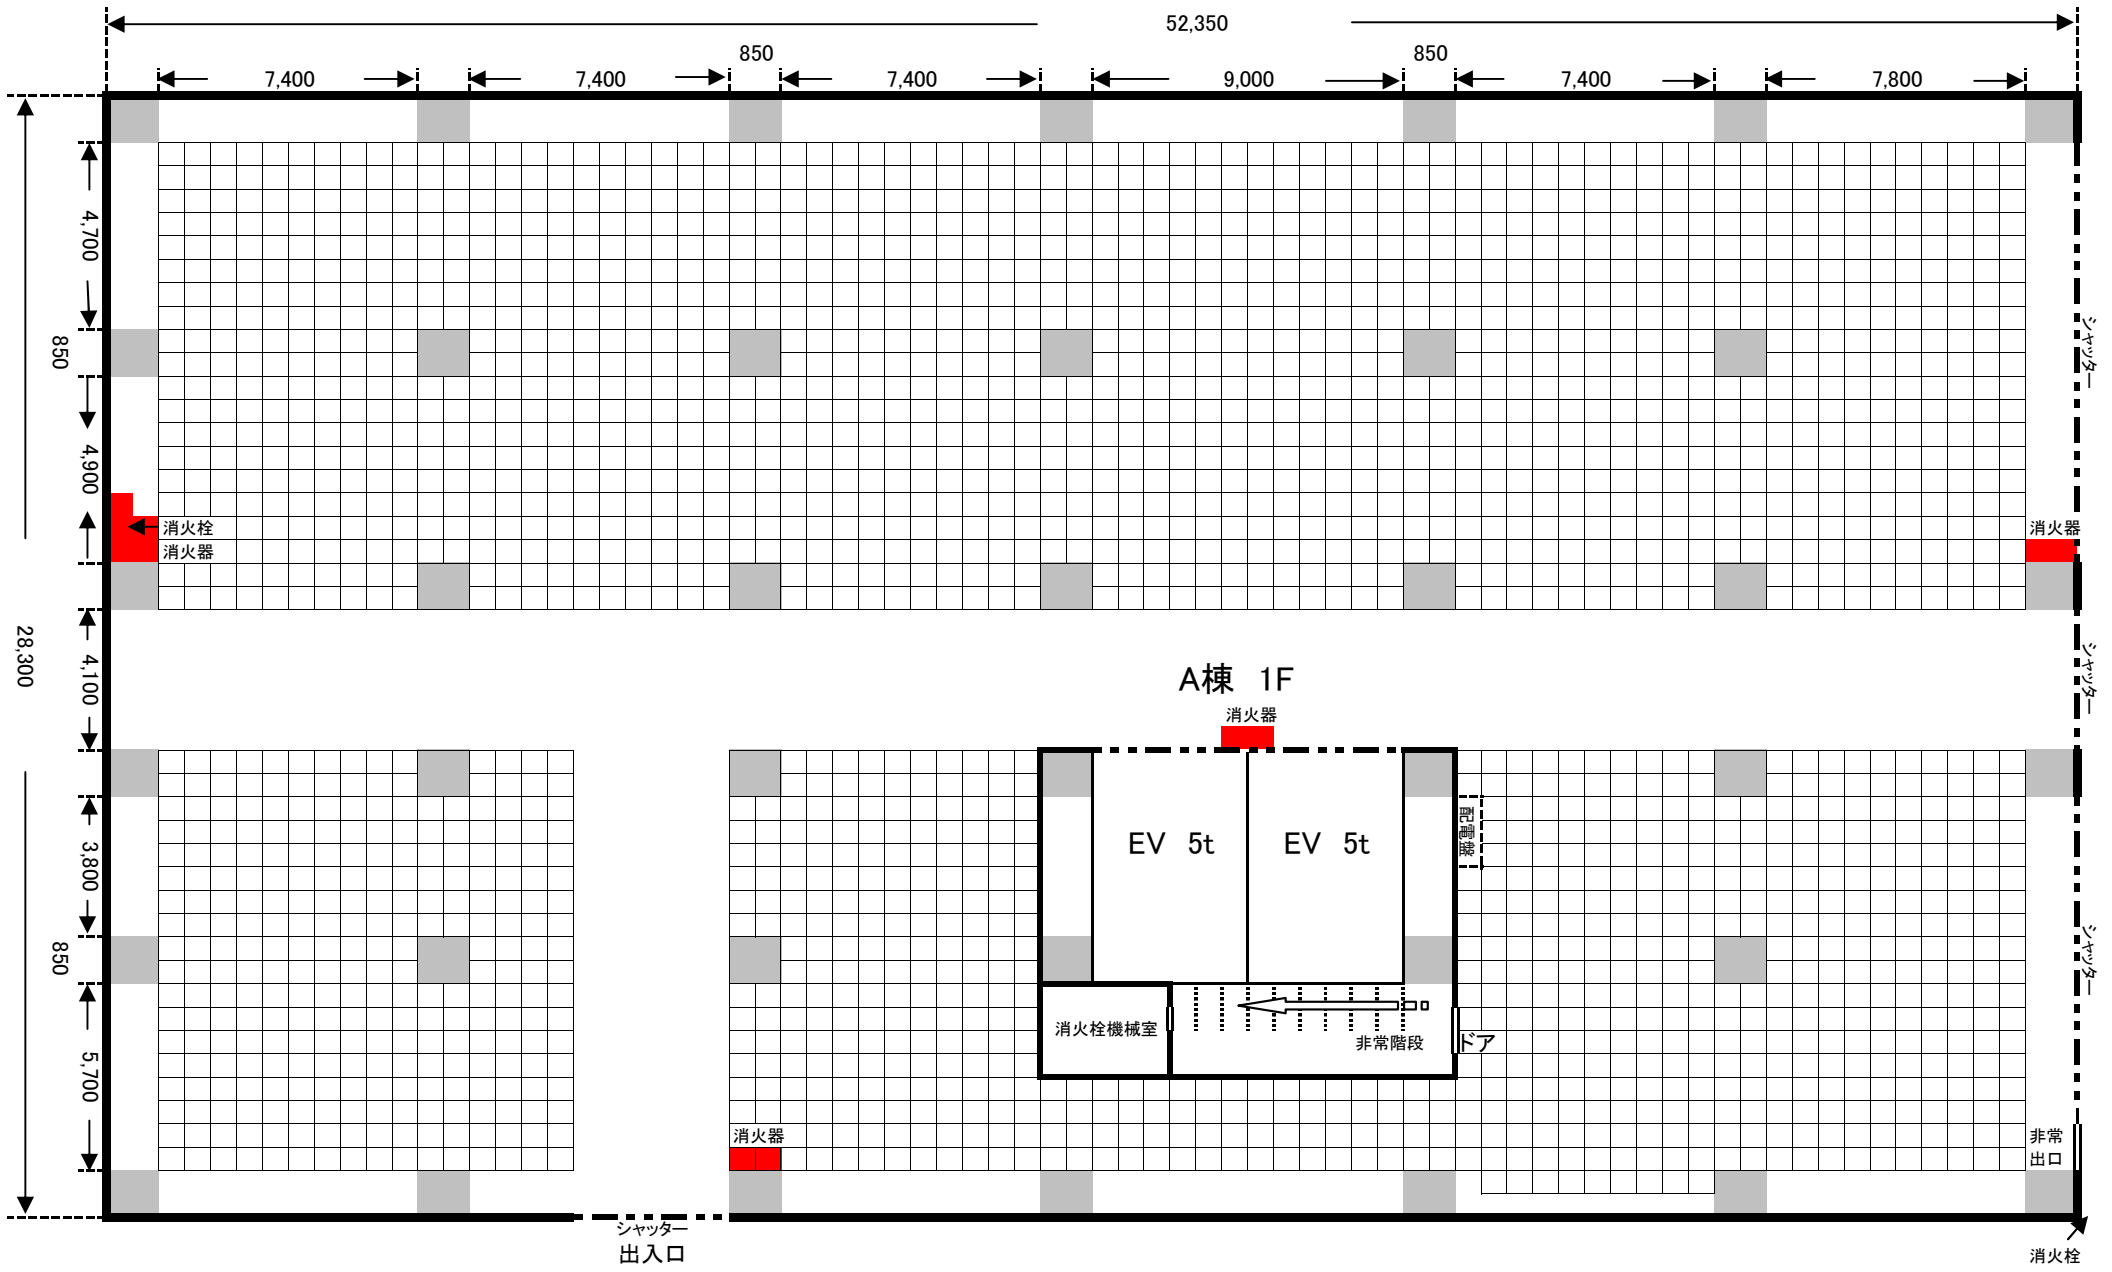 52,350
850
850
7,400
7,400
7,400
9,000
7,400
7,800
4,700
850
シャッター
4,900
消火栓
消火器
消火器
28,300
4,100
シャッター
A棟 1F
消火器
EV 5t
EV 5t
配電盤
3,800
850
シャッター
消火栓機械室
非常階段
ドア
5,700
消火器
非常
出口
シャッター
出入口
消火栓